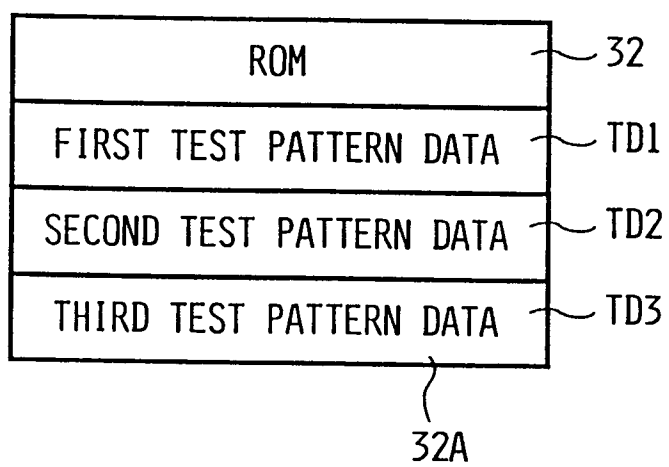 ROM 32
FIRST TEST PATTERN DATA TD1
SECOND TEST PATTERN DATA TD2
THIRD TEST PATTERN DATA TD3
32A